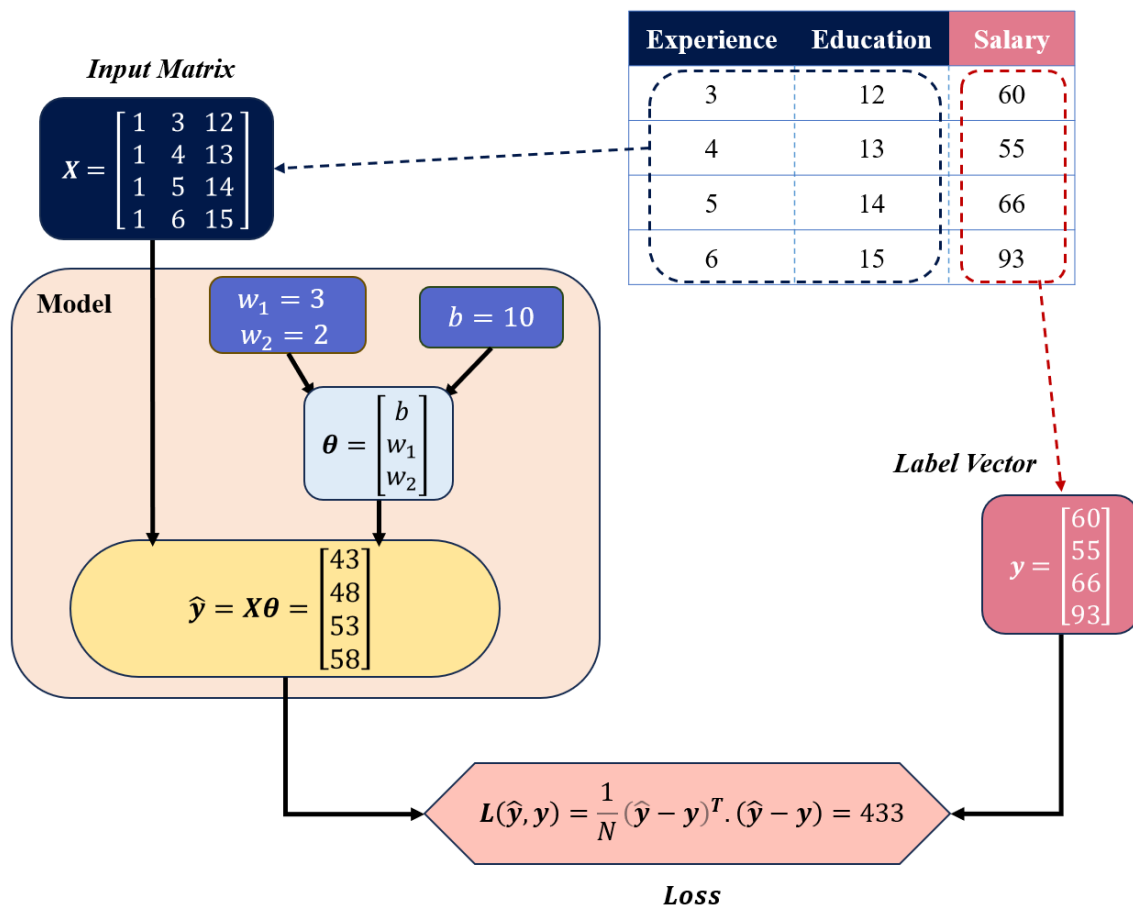 Experience Education Salary
3 12 60
4 13 55
5 14 66
6 15 93
Input Matrix
X = [1 3 12
1 4 13
1 5 14
1 6 15]
Model
w₁ = 3
w₂ = 2
b = 10
θ = [b
w₁
w₂]
ŷ = Xθ = [43
48
53
58]
Label Vector
y = [60
55
66
93]
L(ŷ, y) = 1/N (ŷ − y)ᵀ. (ŷ − y) = 433
Loss